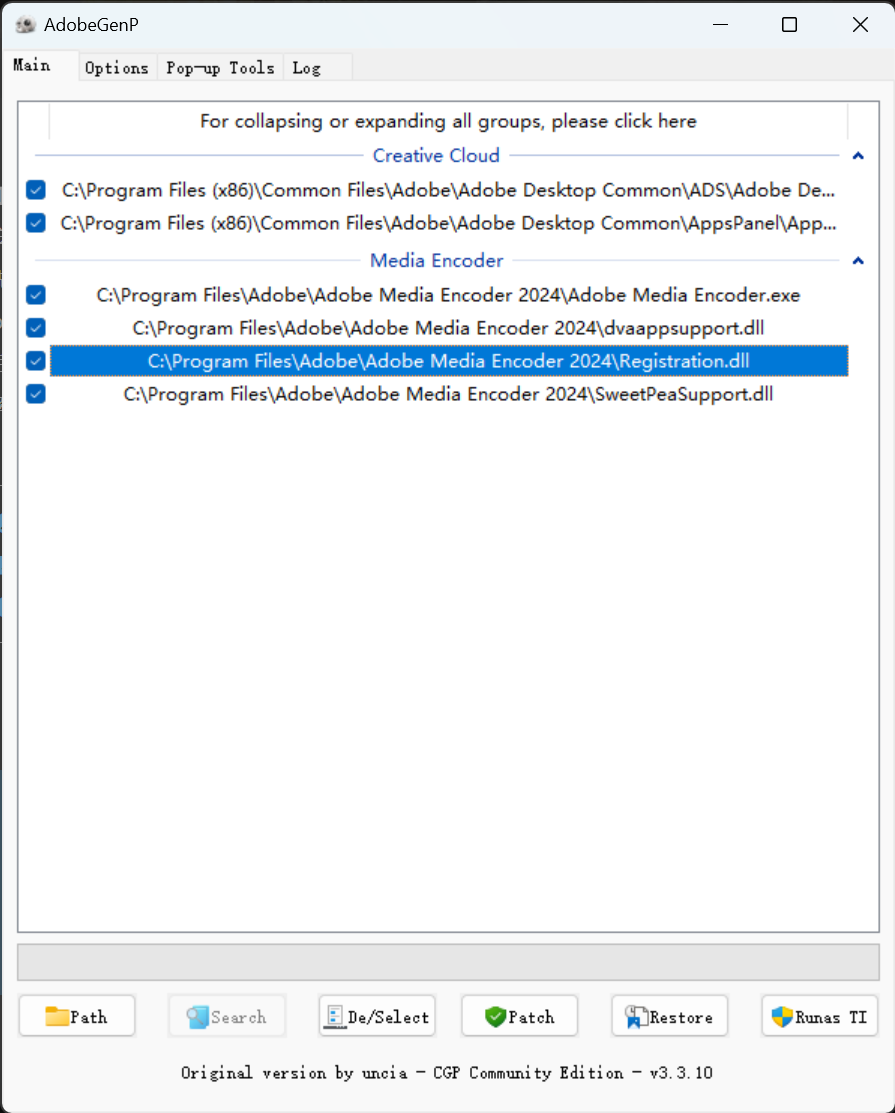 AdobeGenP
Main Options Pop-up Tools Log
For collapsing or expanding all groups, please click here
Creative Cloud
C:\Program Files (x86)\Common Files\Adobe\Adobe Desktop Common\ADS\Adobe De...
C:\Program Files (x86)\Common Files\Adobe\Adobe Desktop Common\AppsPanel\App...
Media Encoder
C:\Program Files\Adobe\Adobe Media Encoder 2024\Adobe Media Encoder.exe
C:\Program Files\Adobe\Adobe Media Encoder 2024\dvaappsupport.dll
C:\Program Files\Adobe\Adobe Media Encoder 2024\Registration.dll
C:\Program Files\Adobe\Adobe Media Encoder 2024\SweetPeaSupport.dll
Path Search De/Select Patch Restore Runas TI
Original version by uncia - CGP Community Edition - v3.3.10